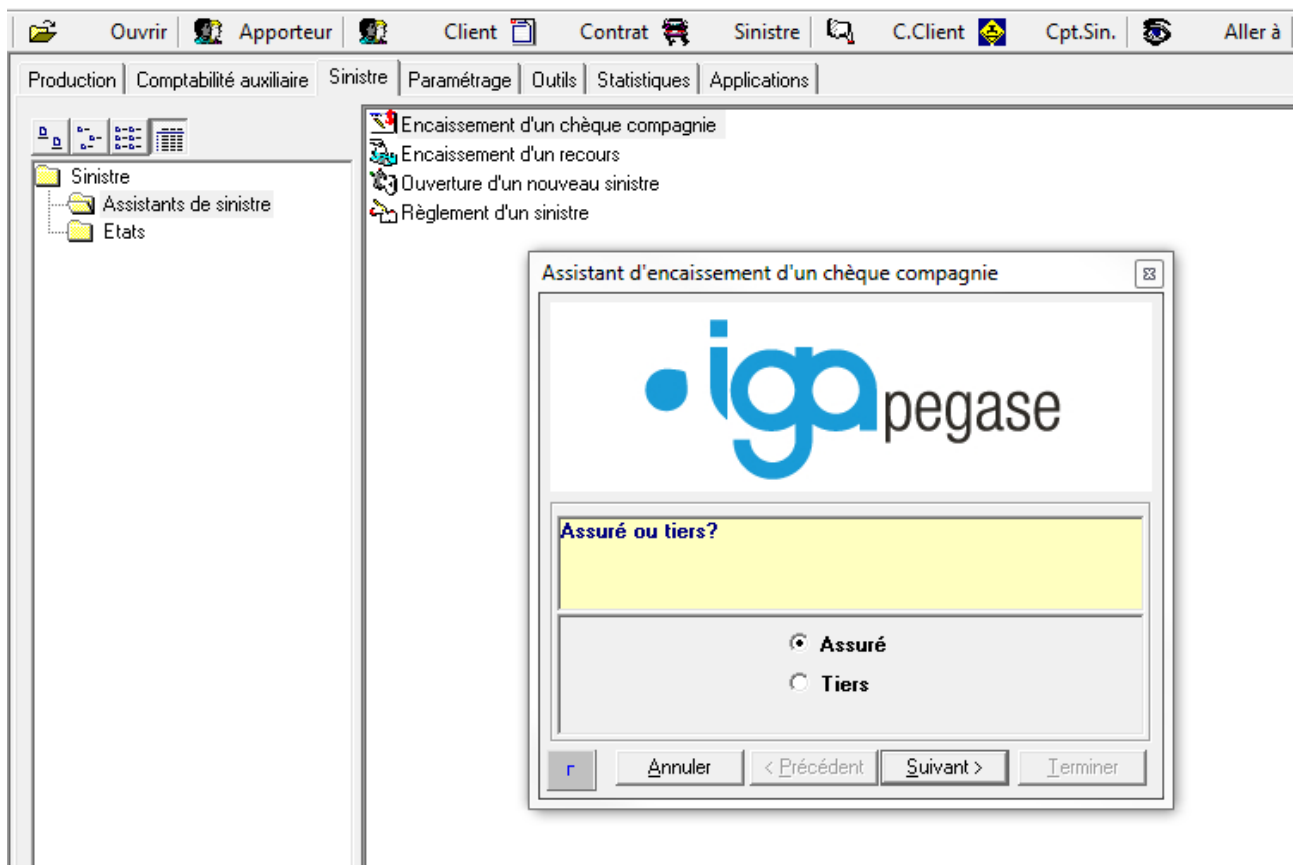 Ouvrir Apporteur Client Contrat Sinistre C.Client Cpt.Sin. Aller à
Production Comptabilité auxiliaire Sinistre Paramétrage Outils Statistiques Applications
Sinistre
Assistants de sinistre
Etats
Encaissement d'un chèque compagnie
Encaissement d'un recours
Ouverture d'un nouveau sinistre
Règlement d'un sinistre
Assistant d'encaissement d'un chèque compagnie
iga pegase
Assuré ou tiers?
Assuré
Tiers
Annuler < Précédent Suivant > Terminer